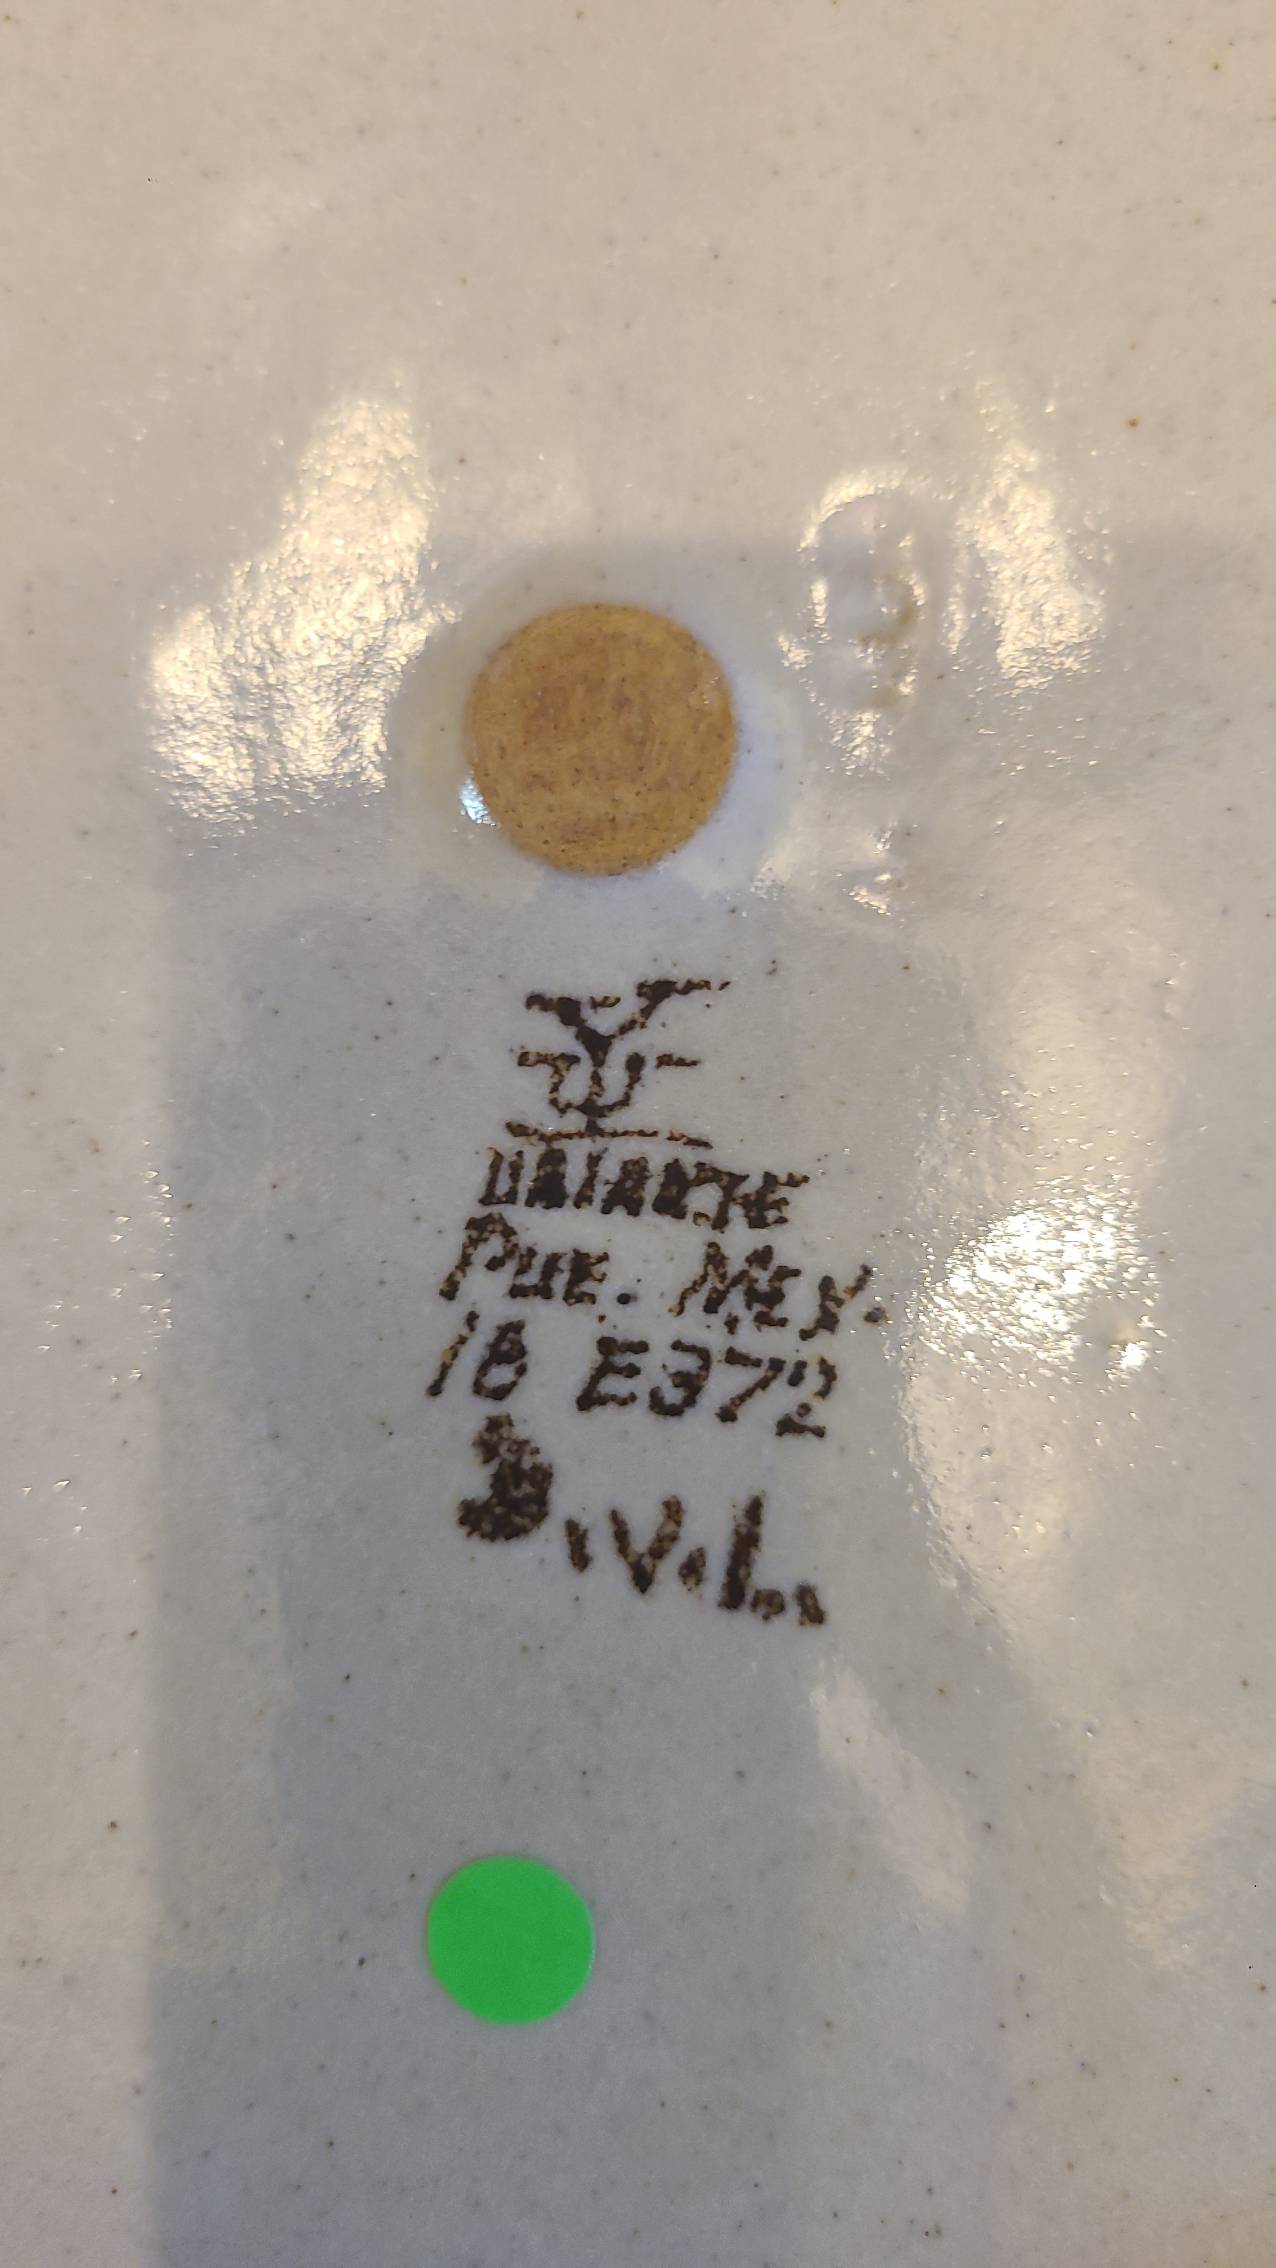 URIARTE
Pue. Mex.
18 E372
.V.L.